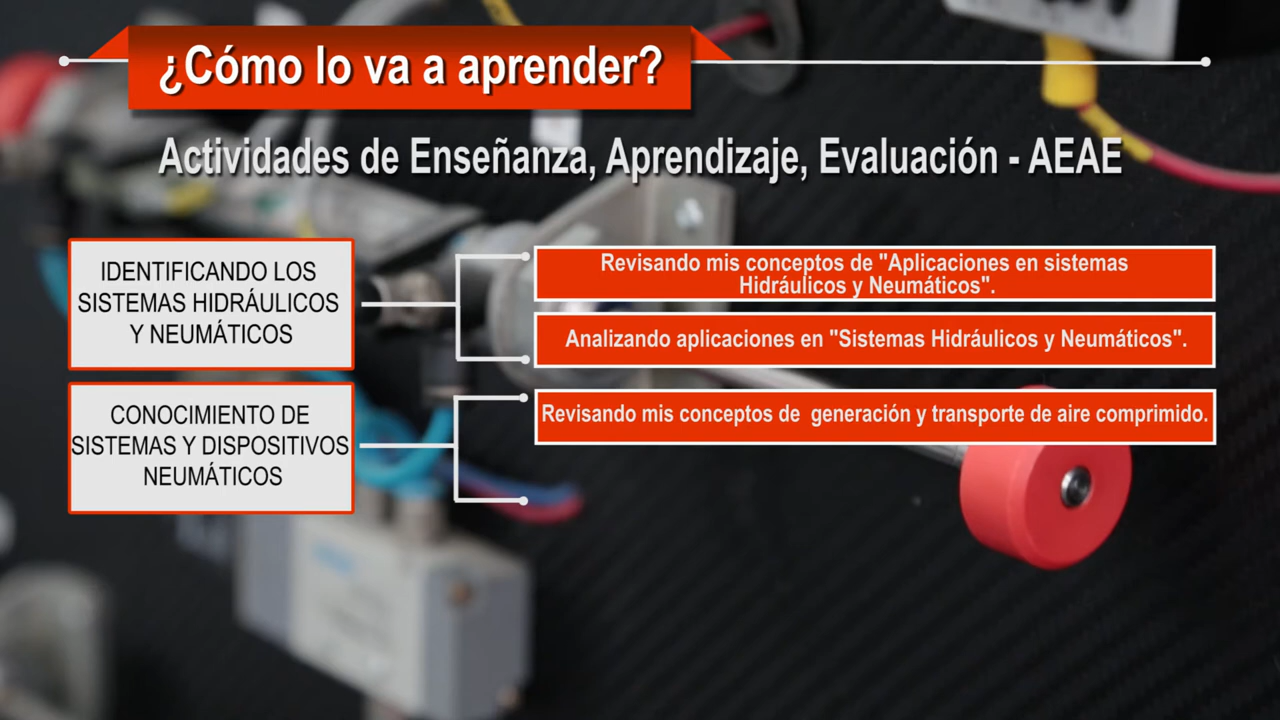 ¿Cómo lo va a aprender?
Actividades de Enseñanza, Aprendizaje, Evaluación - AEAE
IDENTIFICANDO LOS
SISTEMAS HIDRÁULICOS
Y NEUMÁTICOS
Revisando mis conceptos de "Aplicaciones en sistemas
Hidráulicos y Neumáticos".
Analizando aplicaciones en "Sistemas Hidráulicos y Neumáticos".
CONOCIMIENTO DE
SISTEMAS Y DISPOSITIVOS
NEUMÁTICOS
Revisando mis conceptos de  generación y transporte de aire comprimido.